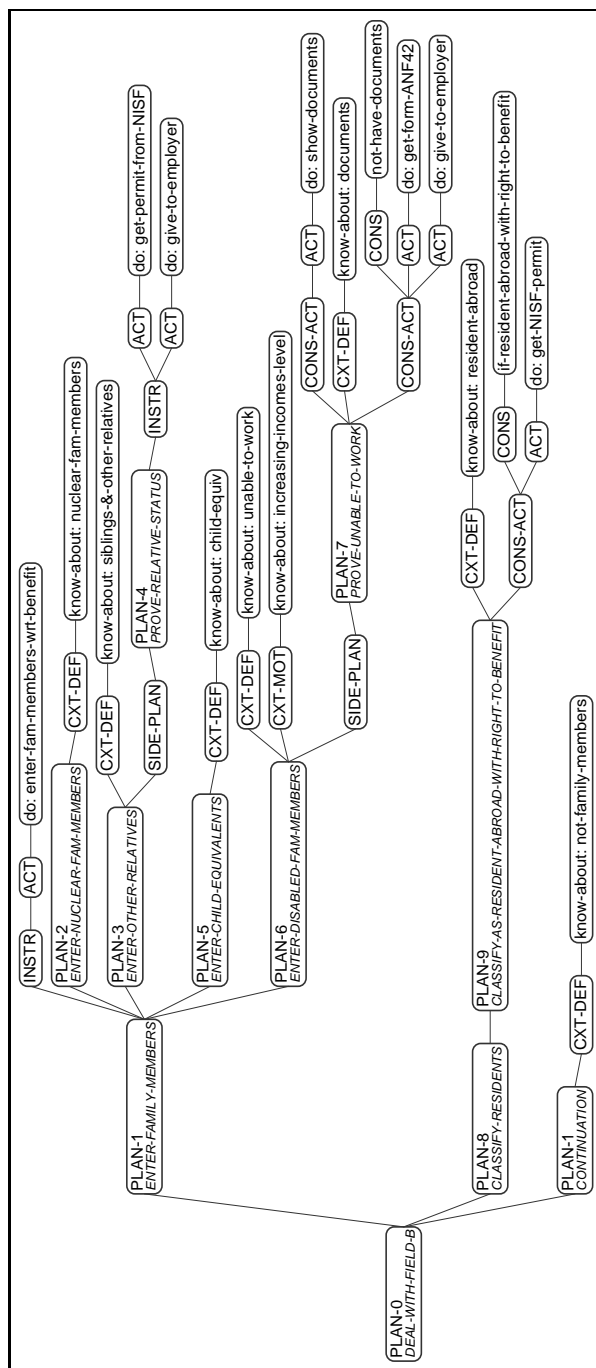 PLAN-0
DEAL-WITH-FIELD-B
PLAN-1
ENTER-FAMILY-MEMBERS
INSTR
ACT
do: enter-fam-members-wrt-benefit
PLAN-2
ENTER-NUCLEAR-FAM-MEMBERS
CXT-DEF
know-about: nuclear-fam-members
PLAN-3
ENTER-OTHER-RELATIVES
CXT-DEF
know-about: siblings-&-other-relatives
SIDE-PLAN
PLAN-4
PROVE-RELATIVE-STATUS
INSTR
ACT
do: get-permit-from-NISF
ACT
do: give-to-employer
PLAN-5
ENTER-CHILD-EQUIVALENTS
CXT-DEF
know-about: child-equiv
PLAN-6
ENTER-DISABLED-FAM-MEMBERS
CXT-DEF
know-about: unable-to-work
CXT-MOT
know-about: increasing-incomes-level
SIDE-PLAN
PLAN-7
PROVE-UNABLE-TO-WORK
CONS-ACT
ACT
do: show-documents
CXT-DEF
know-about: documents
CONS-ACT
CONS
not-have-documents
ACT
do: get-form-ANF42
ACT
do: give-to-employer
PLAN-8
CLASSIFY-RESIDENTS
PLAN-9
CLASSIFY-AS-RESIDENT-ABROAD-WITH-RIGHT-TO-BENEFIT
CXT-DEF
know-about: resident-abroad
CONS-ACT
CONS
if-resident-abroad-with-right-to-benefit
ACT
do: get-NISF-permit
PLAN-1
CONTINUATION
CXT-DEF
know-about: not-family-members